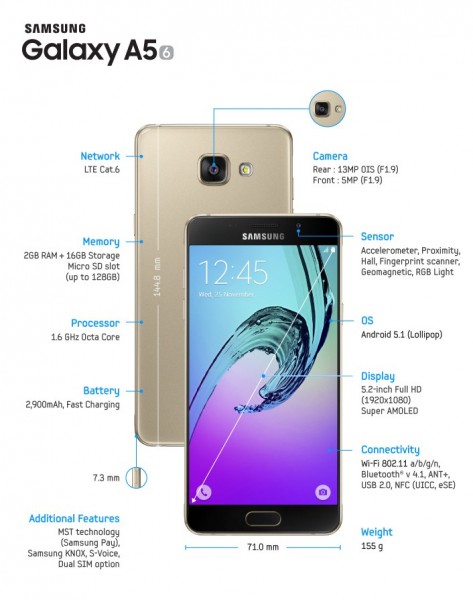 SAMSUNG
Galaxy A5 6
Network
LTE Cat.6
Memory
2GB RAM + 16GB Storage
Micro SD slot
(up to 128GB)
Processor
1.6 GHz Octa Core
Battery
2,900mAh, Fast Charging
7.3 mm
Additional Features
MST technology
(Samsung Pay),
Samsung KNOX, S-Voice,
Dual SIM option
144.8 mm
SAMSUNG
12:45
Wed, 25 November
71.0 mm
Camera
Rear : 13MP OIS (F1.9)
Front : 5MP (F1.9)
Sensor
Accelerometer, Proximity,
Hall, Fingerprint scanner,
Geomagnetic, RGB Light
OS
Android 5.1 (Lollipop)
Display
5.2-inch Full HD
(1920x1080)
Super AMOLED
Connectivity
Wi-Fi 802.11 a/b/g/n,
Bluetooth® v 4.1, ANT+,
USB 2.0, NFC (UICC, eSE)
Weight
155 g